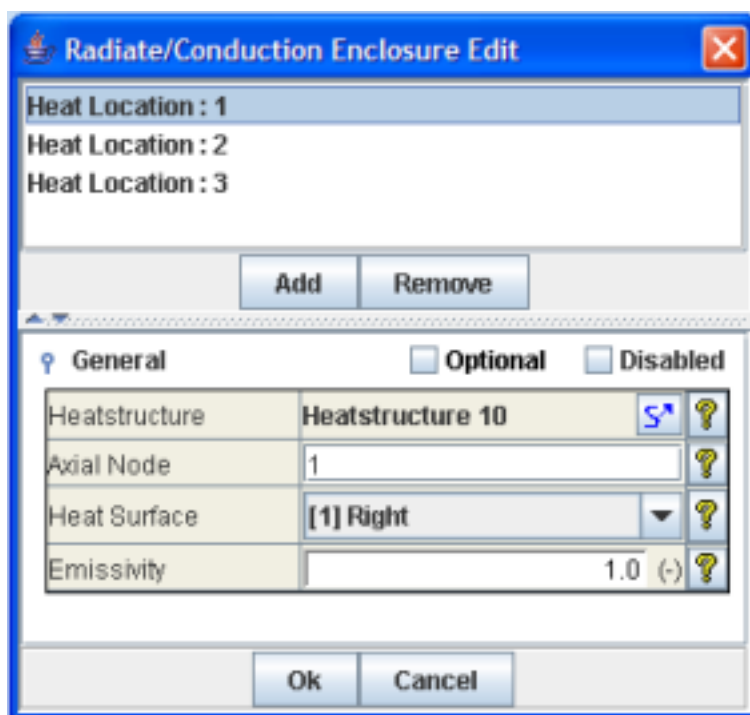 Radiate/Conduction Enclosure Edit
Heat Location : 1
Heat Location : 2
Heat Location : 3
Add Remove
General Optional Disabled
Heatstructure Heatstructure 10 S ?
Axial Node 1 ?
Heat Surface [1] Right ?
Emissivity 1.0 (-) ?
Ok Cancel